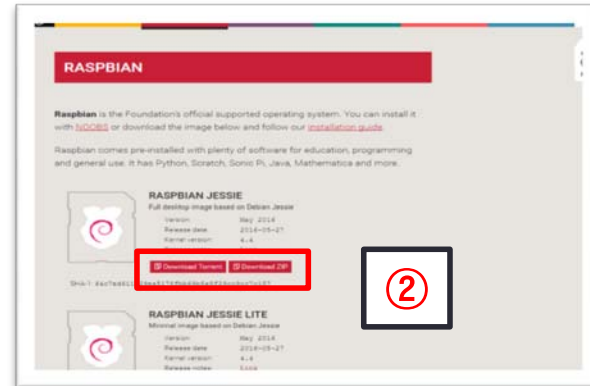 RASPBIAN
Raspbian is the Foundation's official supported operating system. You can install it
with NOOBS or download the image below and follow our installation guide.
Raspbian comes pre-installed with plenty of software for education, programming
and general use. It has Python, Scratch, Sonic Pi, Java, Mathematica and more.
RASPBIAN JESSIE
Full desktop image based on Debian Jessie
Version: May 2016
Release date: 2016-05-27
Kernel version: 4.4
Download Torrent Download ZIP
②
RASPBIAN JESSIE LITE
Minimal image based on Debian Jessie
Version: May 2016
Release date: 2016-05-27
Kernel version: 4.4
Release notes: Link